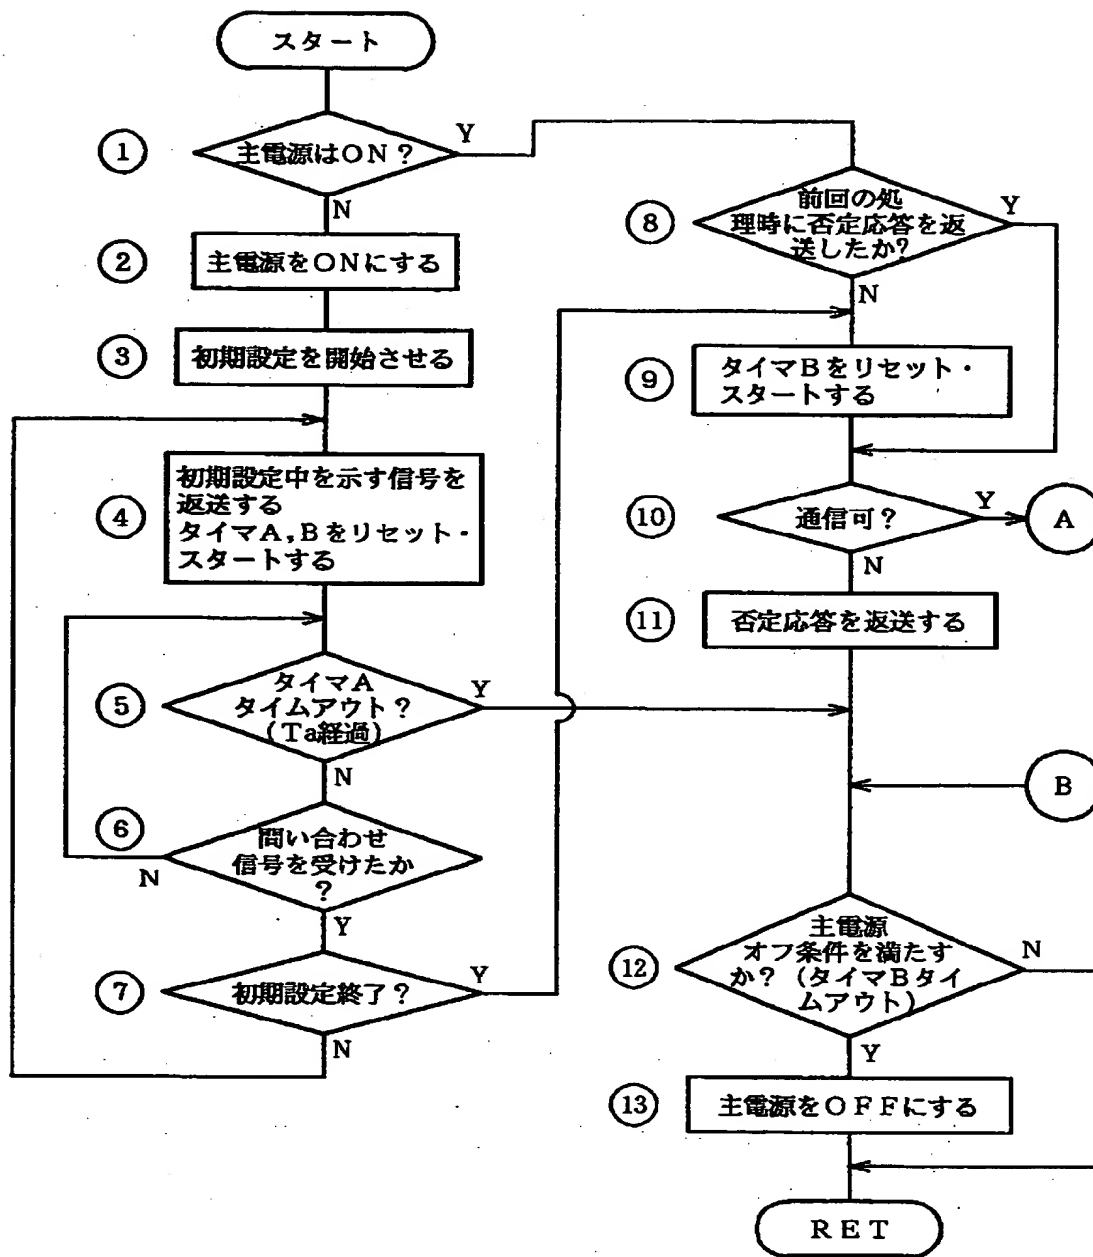 スタート
① 主電源はON? Y
N
② 主電源をONにする
③ 初期設定を開始させる
④ 初期設定中を示す信号を
返送する
タイマA,Bをリセット・
スタートする
⑤ タイマA
タイムアウト? Y
(Ta経過)
N
⑥ 問い合わせ
信号を受けたか
?
N
Y
⑦ 初期設定終了? Y
N
⑧ 前回の処
理時に否定応答を返
送したか?
Y
N
⑨ タイマBをリセット・
スタートする
⑩ 通信可? Y A
N
⑪ 否定応答を返送する
B
⑫ 主電源
オフ条件を満たす
か? (タイマBタイ
ムアウト)
N
Y
⑬ 主電源をOFFにする
RET